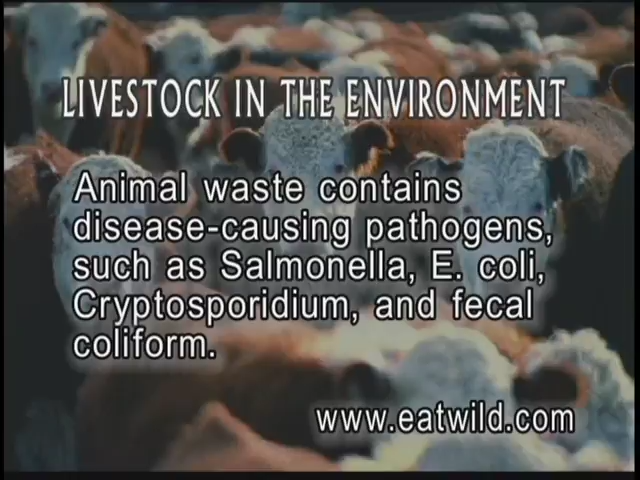 LIVESTOCK IN THE ENVIRONMENT
Animal waste contains
disease-causing pathogens,
such as Salmonella, E. coli,
Cryptosporidium, and fecal
coliform.
www.eatwild.com